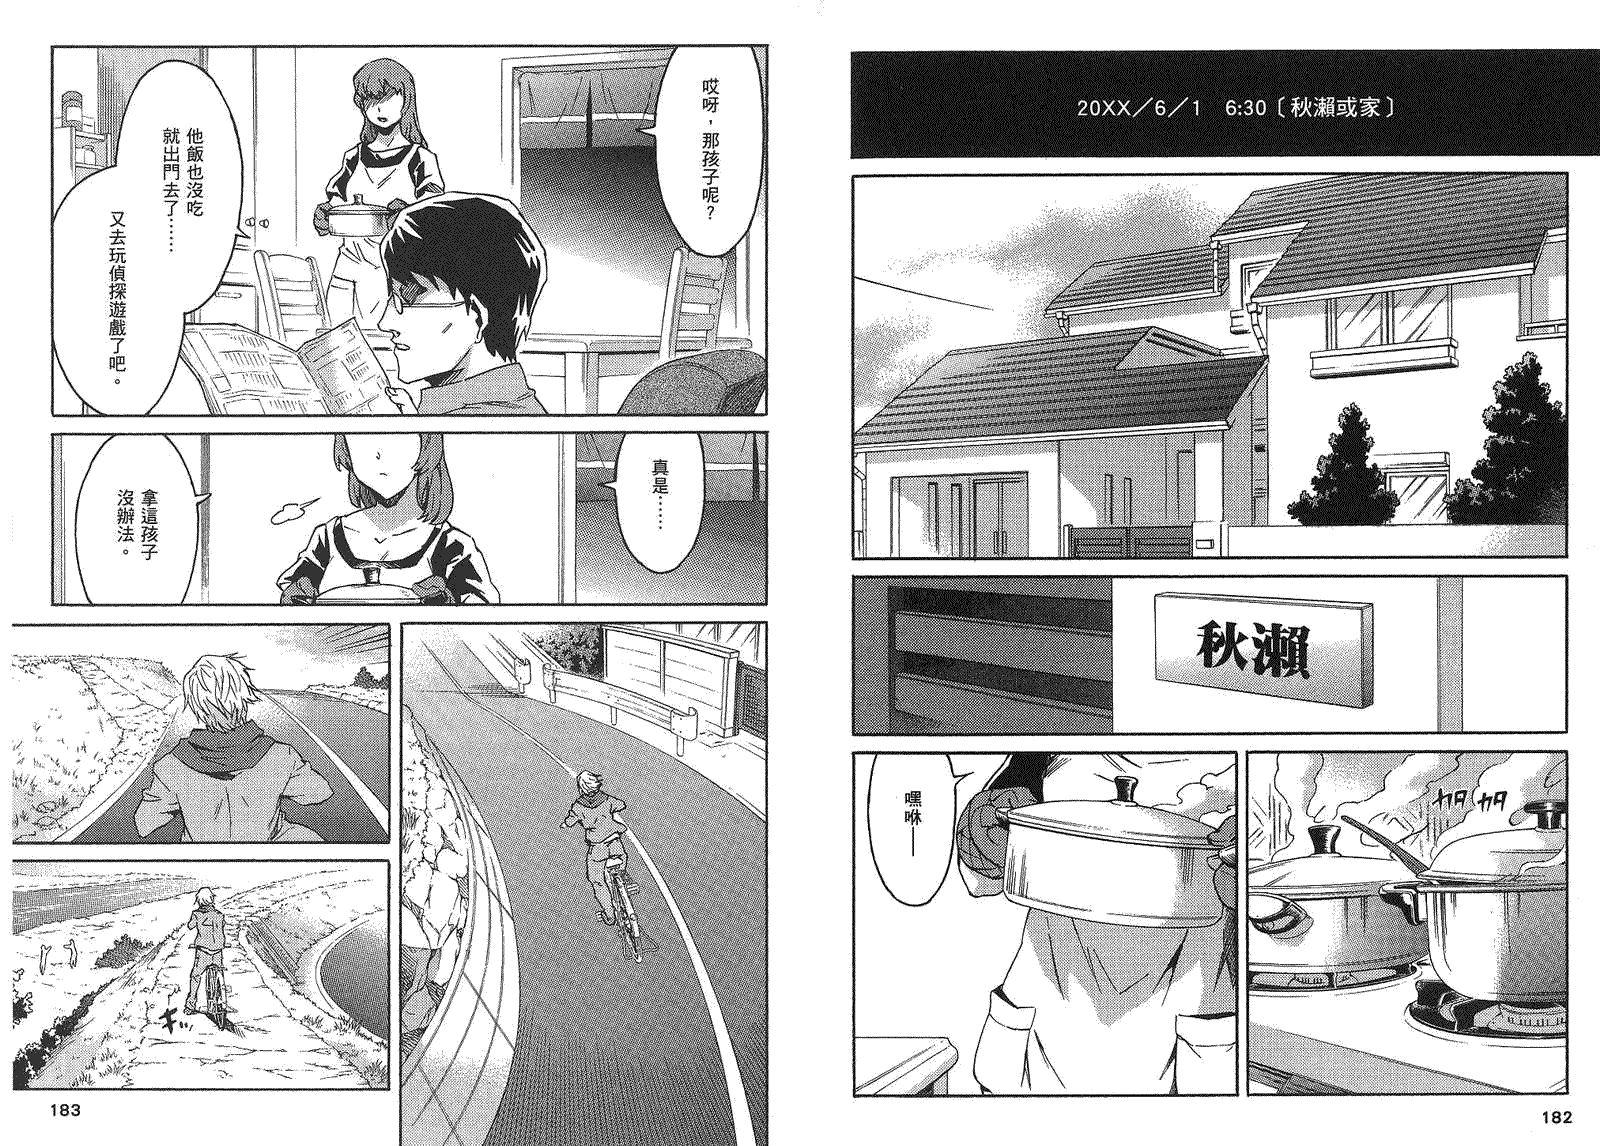 20XX／6／1　6:30〔秋瀨或家〕
秋瀨
カタ カタ
嘿咻——
182
哎呀，那孩子呢？
他飯也沒吃
就出門去了……
又去玩偵探遊戲了吧。
真是……
拿這孩子
沒辦法。
183